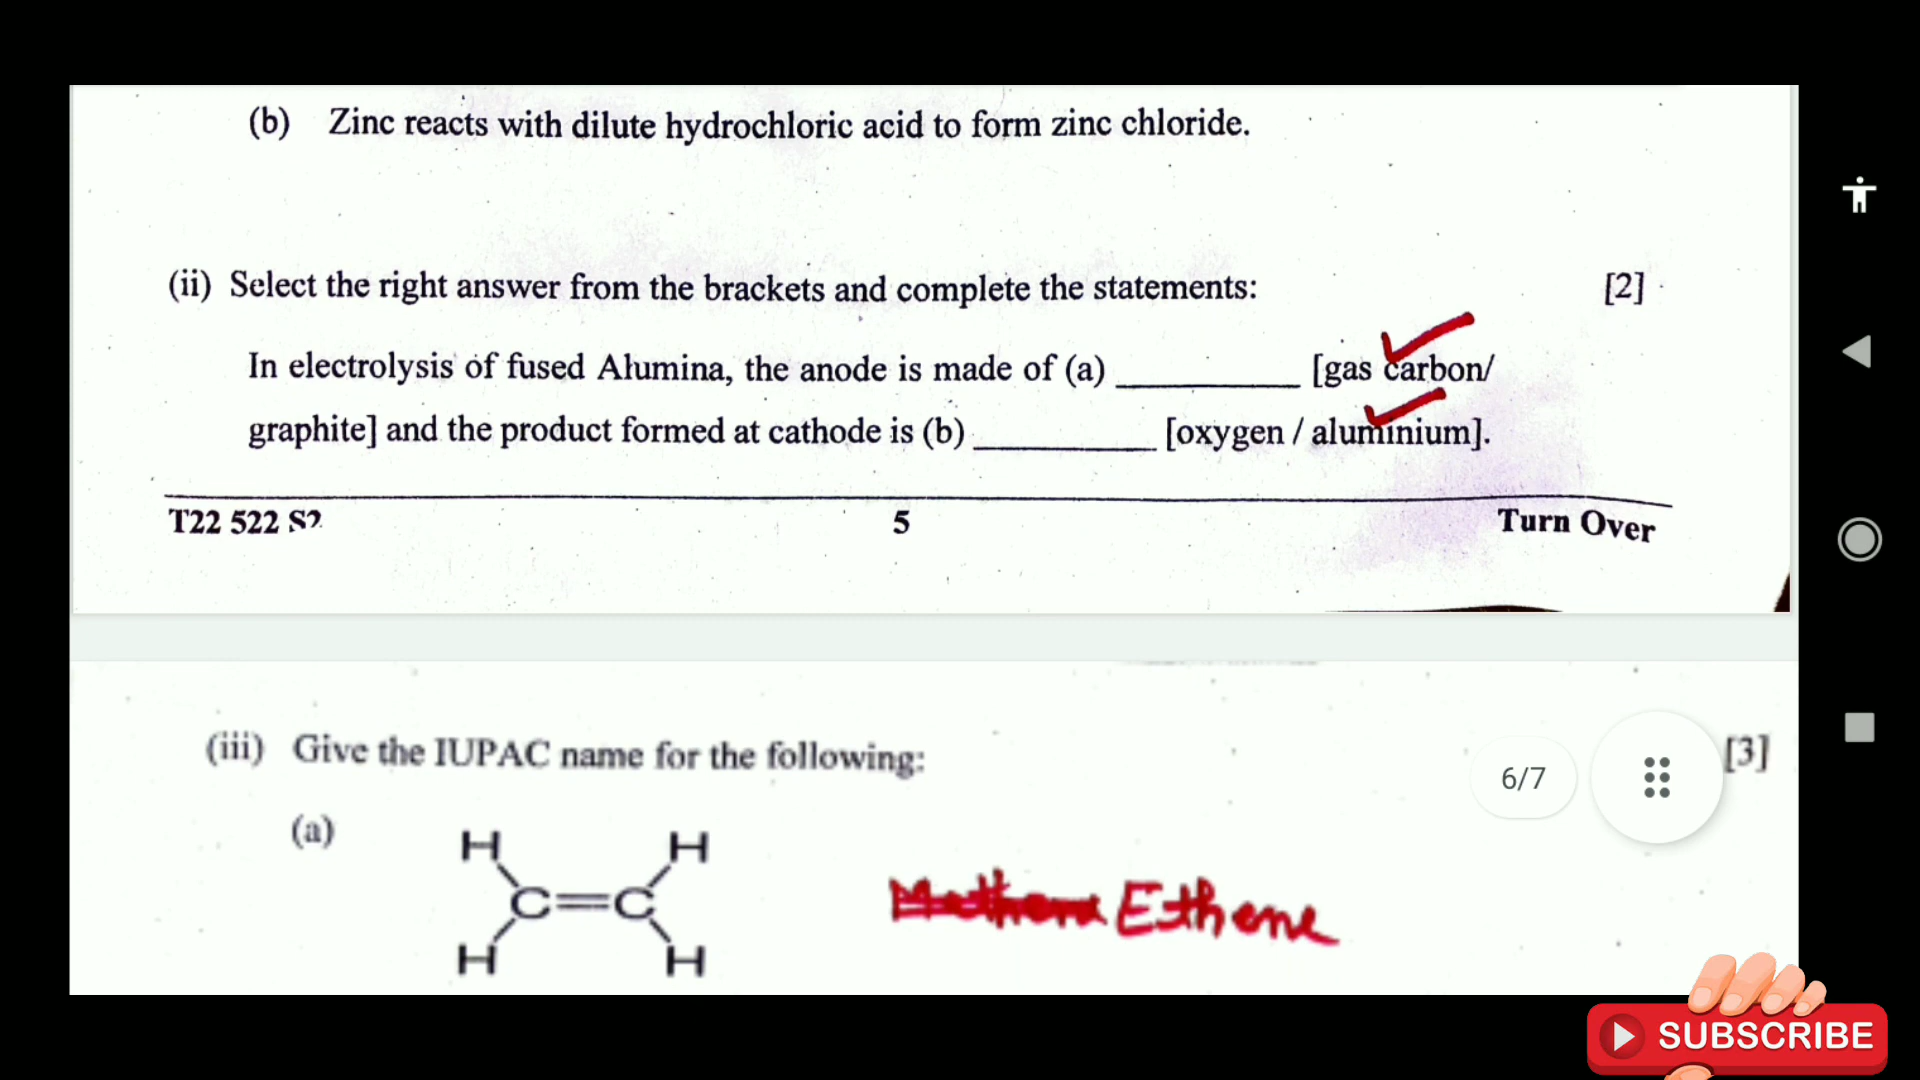 (b) Zinc reacts with dilute hydrochloric acid to form zinc chloride.
(ii) Select the right answer from the brackets and complete the statements: [2]
In electrolysis of fused Alumina, the anode is made of (a) __________ [gas carbon/
graphite] and the product formed at cathode is (b) __________ [oxygen / aluminium].
T22 522 S2 5 Turn Over
(iii) Give the IUPAC name for the following: [3]
6/7
(a)
H H
C=C
H H
Ethene
SUBSCRIBE